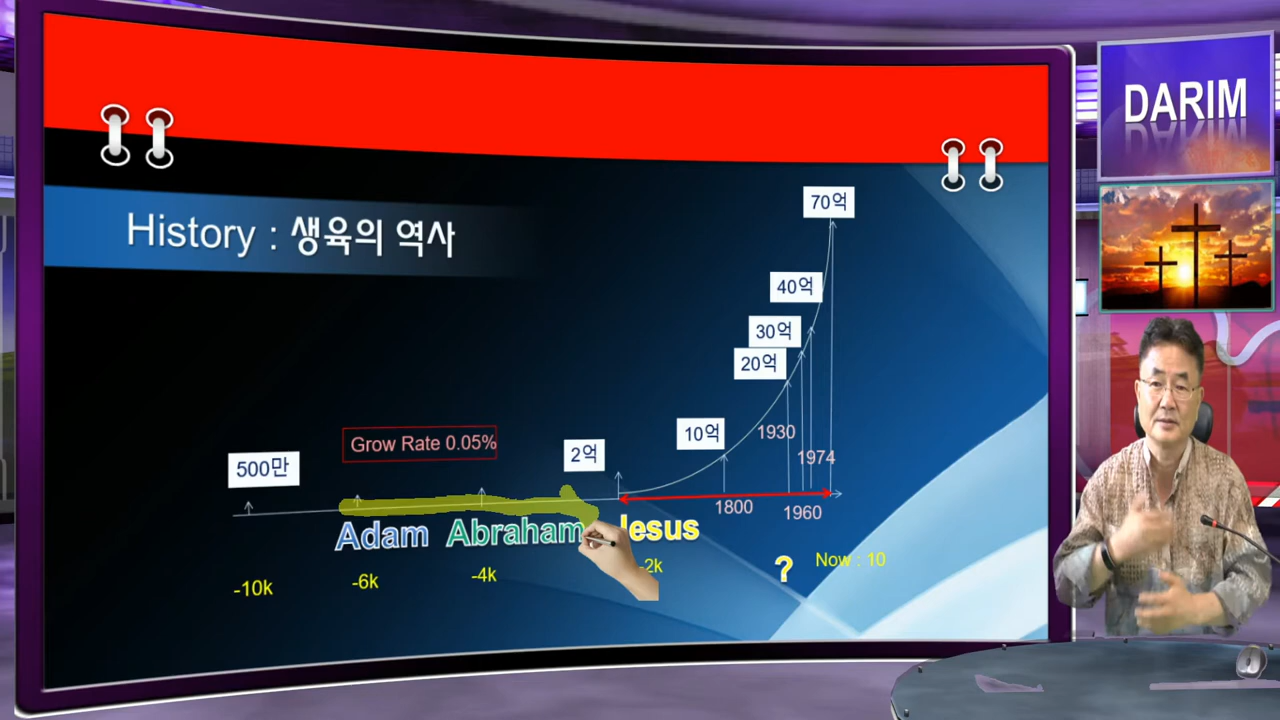 DARIM
History : 생육의 역사
70억
40억
30억
20억
10억
2억
500만
Grow Rate 0.05%
1930
1974
1800
1960
Adam
Abraham
Jesus
-10k
-6k
-4k
-2k
?
Now : 10